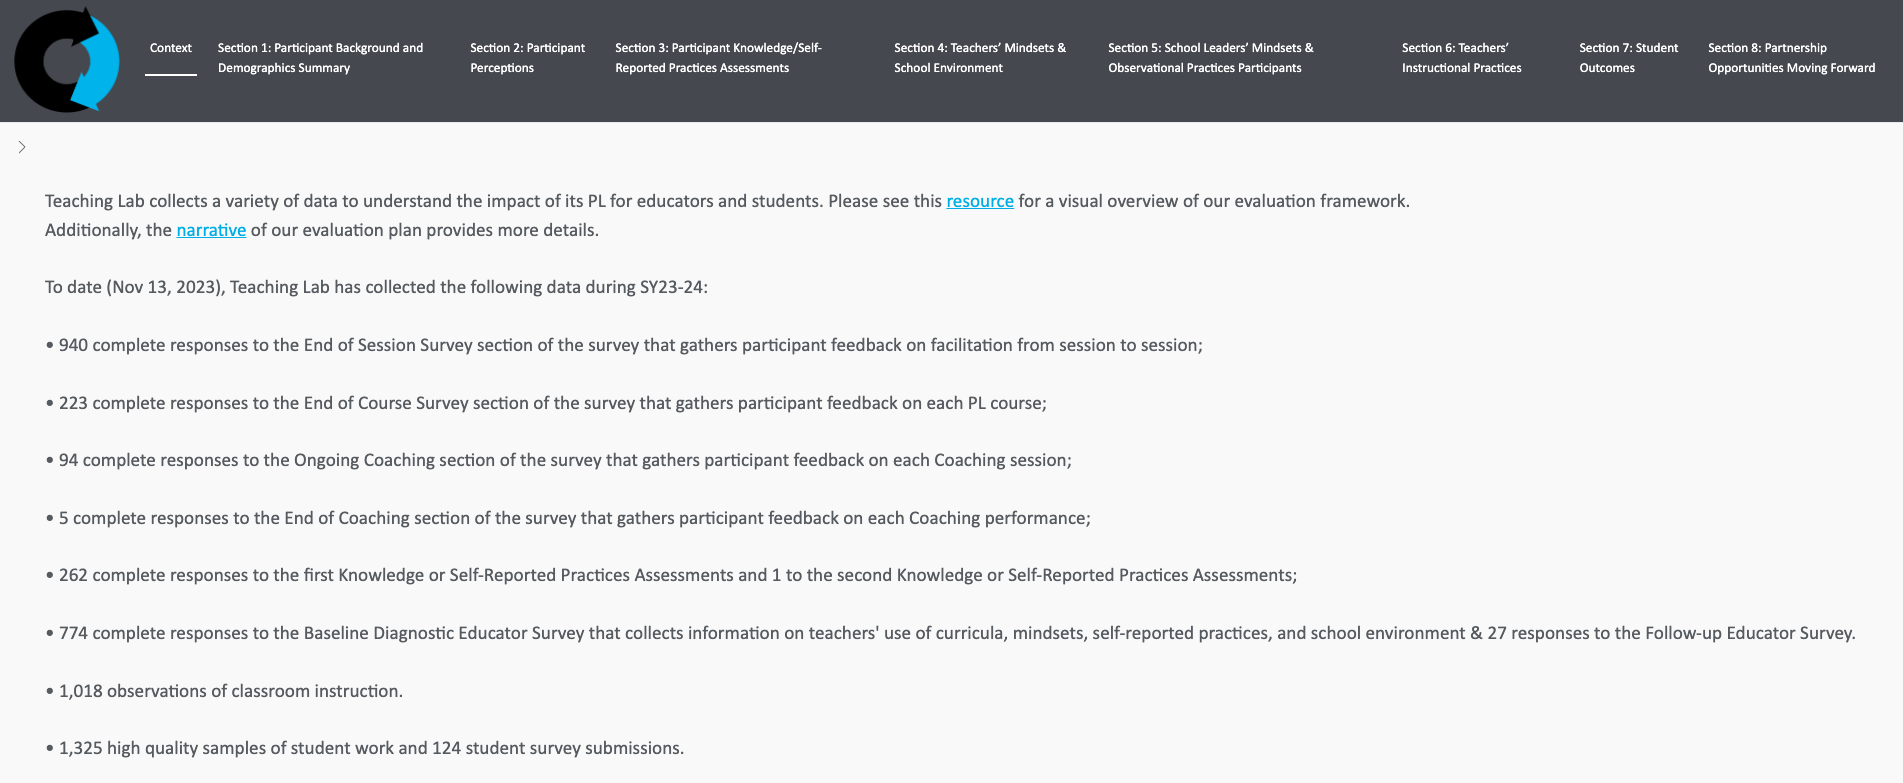 Context
Section 1: Participant Background and
Demographics Summary
Section 2: Participant
Perceptions
Section 3: Participant Knowledge/Self-
Reported Practices Assessments
Section 4: Teachers’ Mindsets &
School Environment
Section 5: School Leaders’ Mindsets &
Observational Practices Participants
Section 6: Teachers’
Instructional Practices
Section 7: Student
Outcomes
Section 8: Partnership
Opportunities Moving Forward
Teaching Lab collects a variety of data to understand the impact of its PL for educators and students. Please see this resource for a visual overview of our evaluation framework.
Additionally, the narrative of our evaluation plan provides more details.
To date (Nov 13, 2023), Teaching Lab has collected the following data during SY23-24:
• 940 complete responses to the End of Session Survey section of the survey that gathers participant feedback on facilitation from session to session;
• 223 complete responses to the End of Course Survey section of the survey that gathers participant feedback on each PL course;
• 94 complete responses to the Ongoing Coaching section of the survey that gathers participant feedback on each Coaching session;
• 5 complete responses to the End of Coaching section of the survey that gathers participant feedback on each Coaching performance;
• 262 complete responses to the first Knowledge or Self-Reported Practices Assessments and 1 to the second Knowledge or Self-Reported Practices Assessments;
• 774 complete responses to the Baseline Diagnostic Educator Survey that collects information on teachers' use of curricula, mindsets, self-reported practices, and school environment & 27 responses to the Follow-up Educator Survey.
• 1,018 observations of classroom instruction.
• 1,325 high quality samples of student work and 124 student survey submissions.